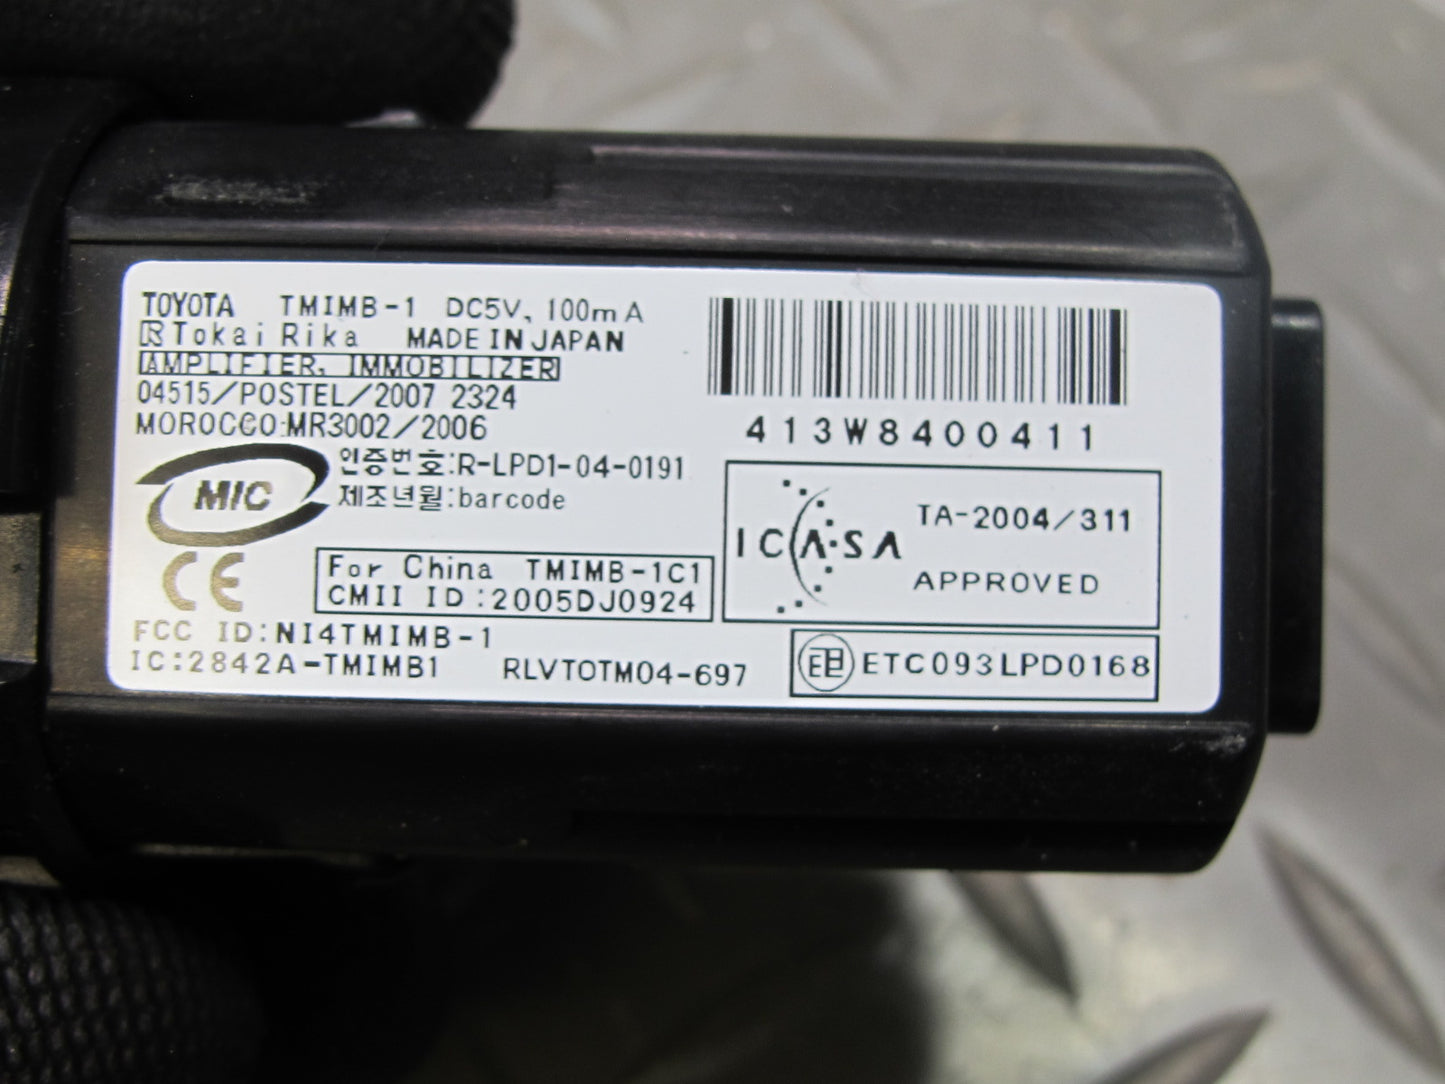 TOYOTA TMIMB-1 DC5V, 100mA
R Tokai Rika MADE IN JAPAN
AMPLIFIER, IMMOBILIZER
04515/POSTEL/2007 2324
MOROCCO:MR3002/2006
MIC
인증번호:R-LPD1-04-0191
제조년월:barcode
CE
For China TMIMB-1C1
CMII ID:2005DJ0924
FCC ID:NI4TMIMB-1
IC:2842A-TMIMB1 RLVTOTM04-697
413W8400411
ICASA TA-2004/311
APPROVED
ETC093LPD0168